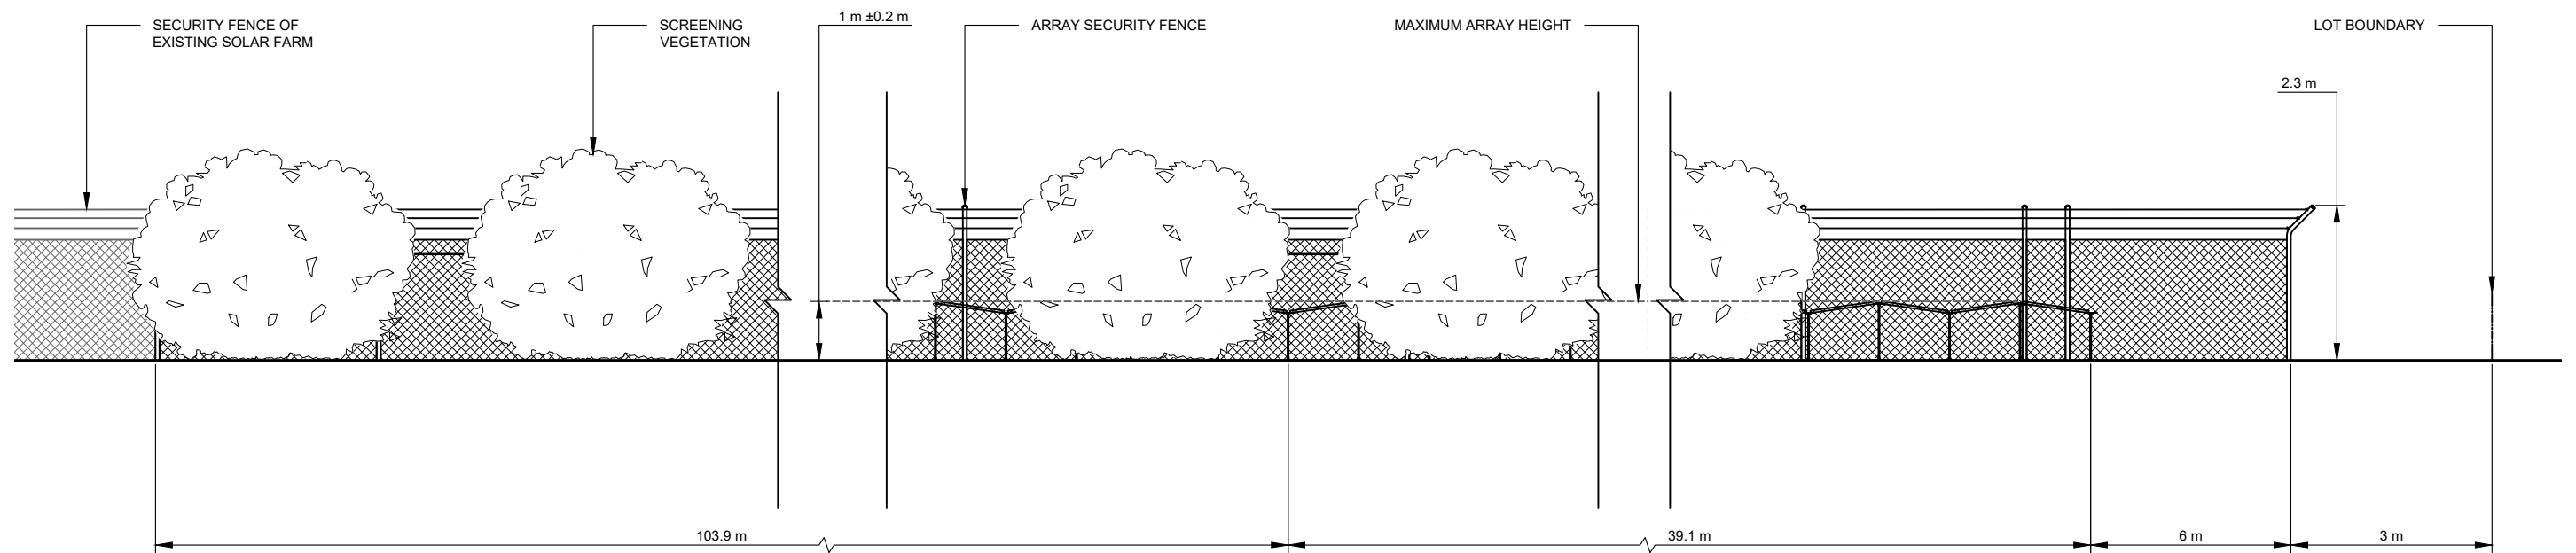 SECURITY FENCE OF
EXISTING SOLAR FARM
SCREENING
VEGETATION
1 m ±0.2 m
ARRAY SECURITY FENCE
MAXIMUM ARRAY HEIGHT
LOT BOUNDARY
2.3 m
103.9 m
39.1 m
6 m
3 m